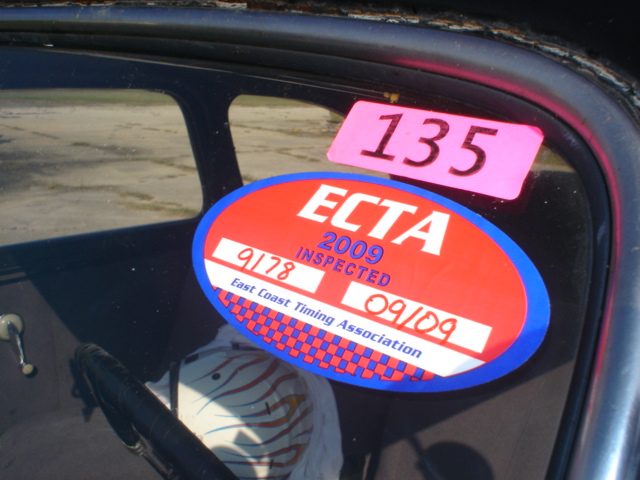 135
ECTA
2009
INSPECTED
9178 09/09
East Coast Timing Association